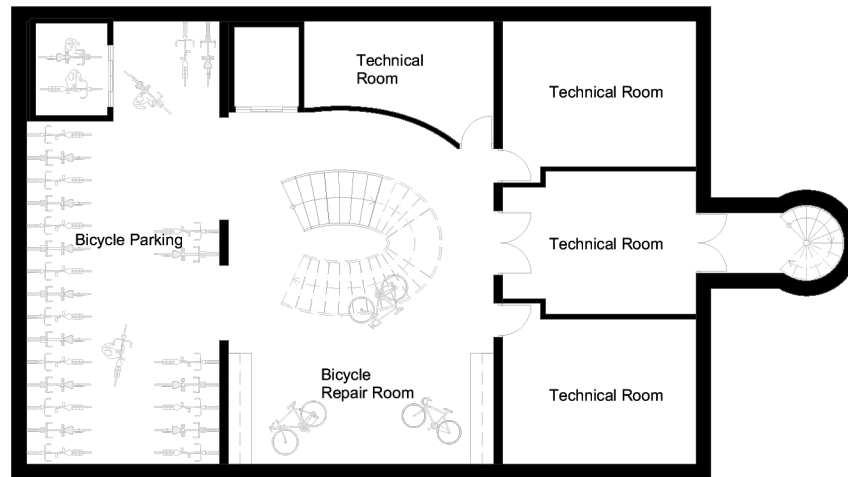 Technical
Room
Technical Room
Bicycle Parking
Technical Room
Bicycle
Repair Room
Technical Room